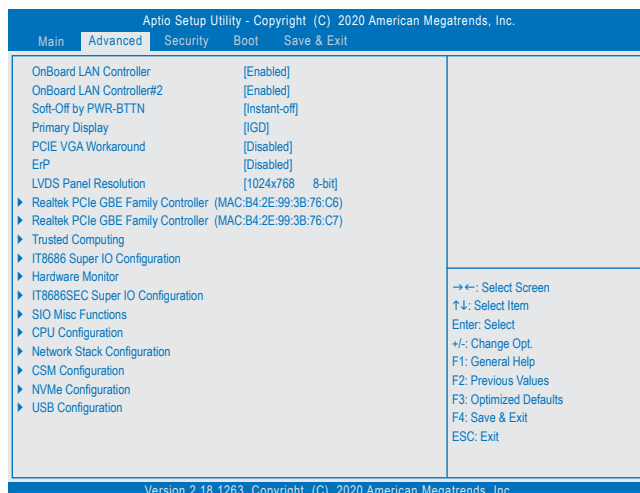 Aptio Setup Utility - Copyright (C) 2020 American Megatrends, Inc.
Main Advanced Security Boot Save & Exit
OnBoard LAN Controller [Enabled]
OnBoard LAN Controller#2 [Enabled]
Soft-Off by PWR-BTTN [Instant-off]
Primary Display [IGD]
PCIE VGA Workaround [Disabled]
ErP [Disabled]
LVDS Panel Resolution [1024x768 8-bit]
Realtek PCIe GBE Family Controller (MAC:B4:2E:99:3B:76:C6)
Realtek PCIe GBE Family Controller (MAC:B4:2E:99:3B:76:C7)
Trusted Computing
IT8686 Super IO Configuration
Hardware Monitor
IT8686SEC Super IO Configuration
SIO Misc Functions
CPU Configuration
Network Stack Configuration
CSM Configuration
NVMe Configuration
USB Configuration
→←: Select Screen
↑↓: Select Item
Enter: Select
+/-: Change Opt.
F1: General Help
F2: Previous Values
F3: Optimized Defaults
F4: Save & Exit
ESC: Exit
Version 2.18.1263. Copyright (C) 2020 American Megatrends, Inc.